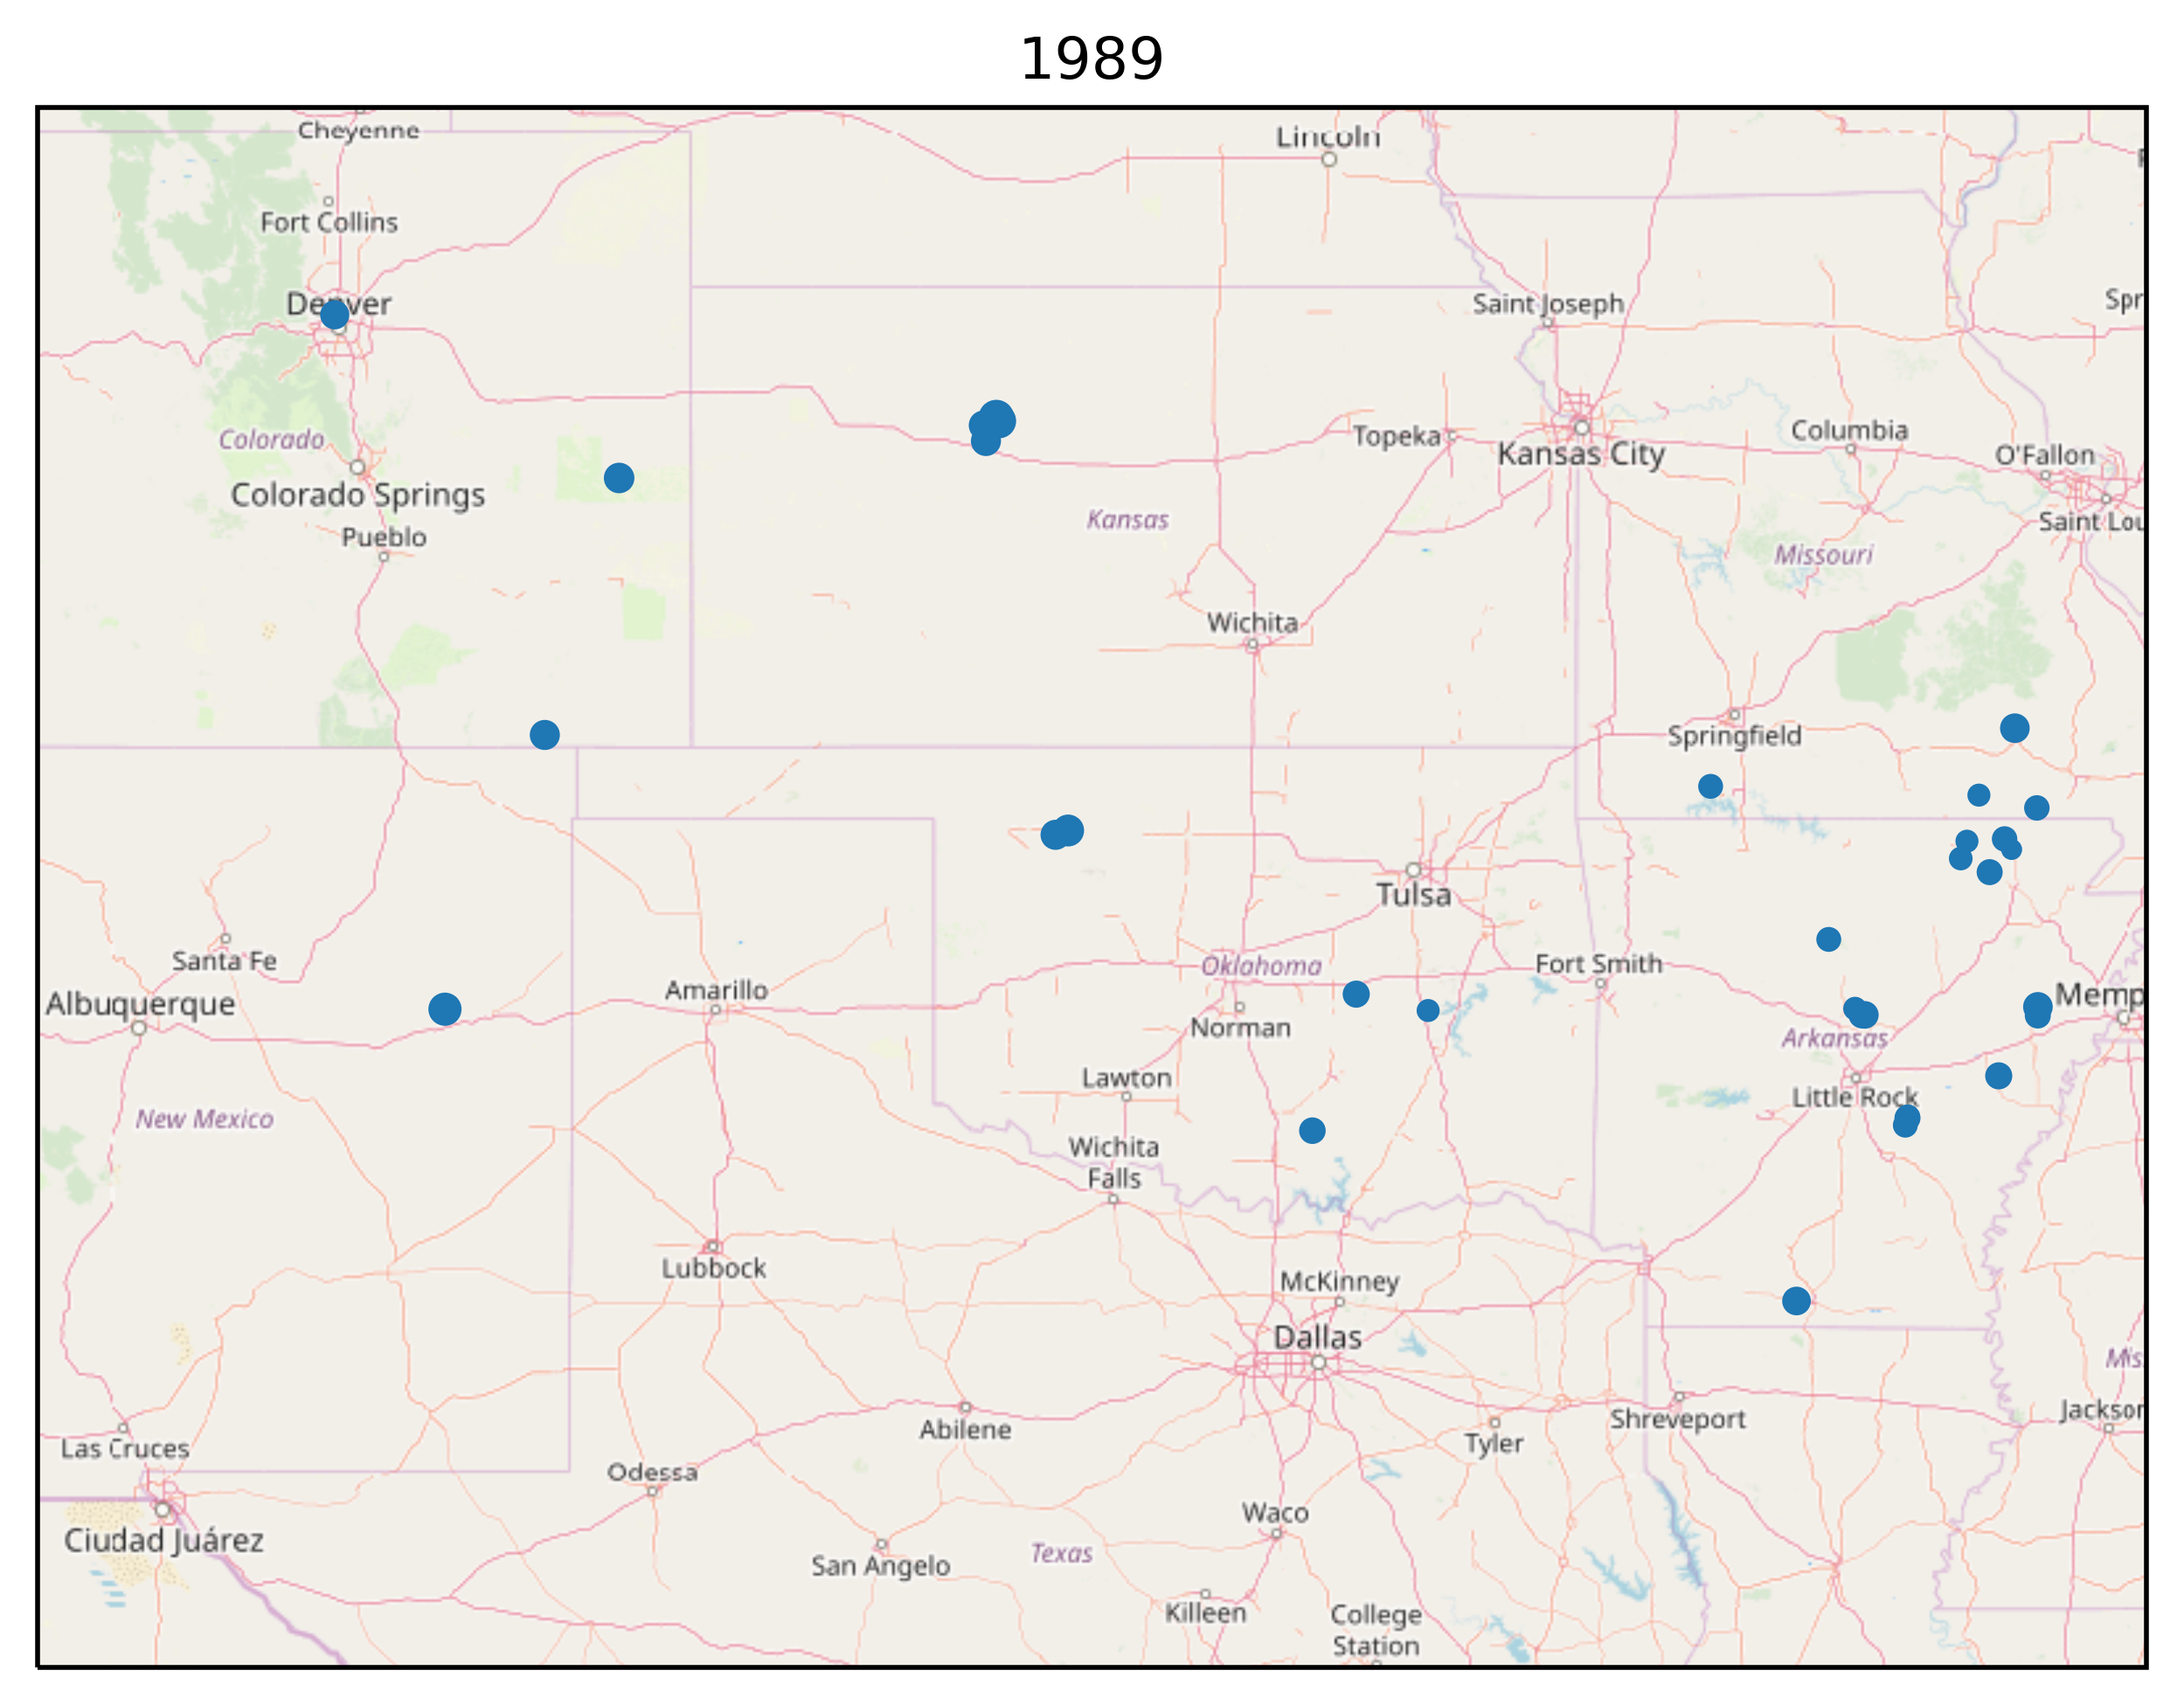 1989
Cheyenne
Lincoln
Fort Collins
Denver
Saint Joseph
Spr
Colorado
Topeka
Kansas City
Columbia
O'Fallon
Colorado Springs
Kansas
Saint Lou
Pueblo
Missouri
Wichita
Springfield
Tulsa
Santa Fe
Oklahoma
Fort Smith
Albuquerque
Amarillo
Memp
Norman
Arkansas
Lawton
Little Rock
New Mexico
Wichita
Falls
Lubbock
McKinney
Dallas
Mis
Abilene
Shreveport
Jackson
Las Cruces
Tyler
Odessa
Waco
Ciudad Juárez
San Angelo
Texas
Killeen
College
Station